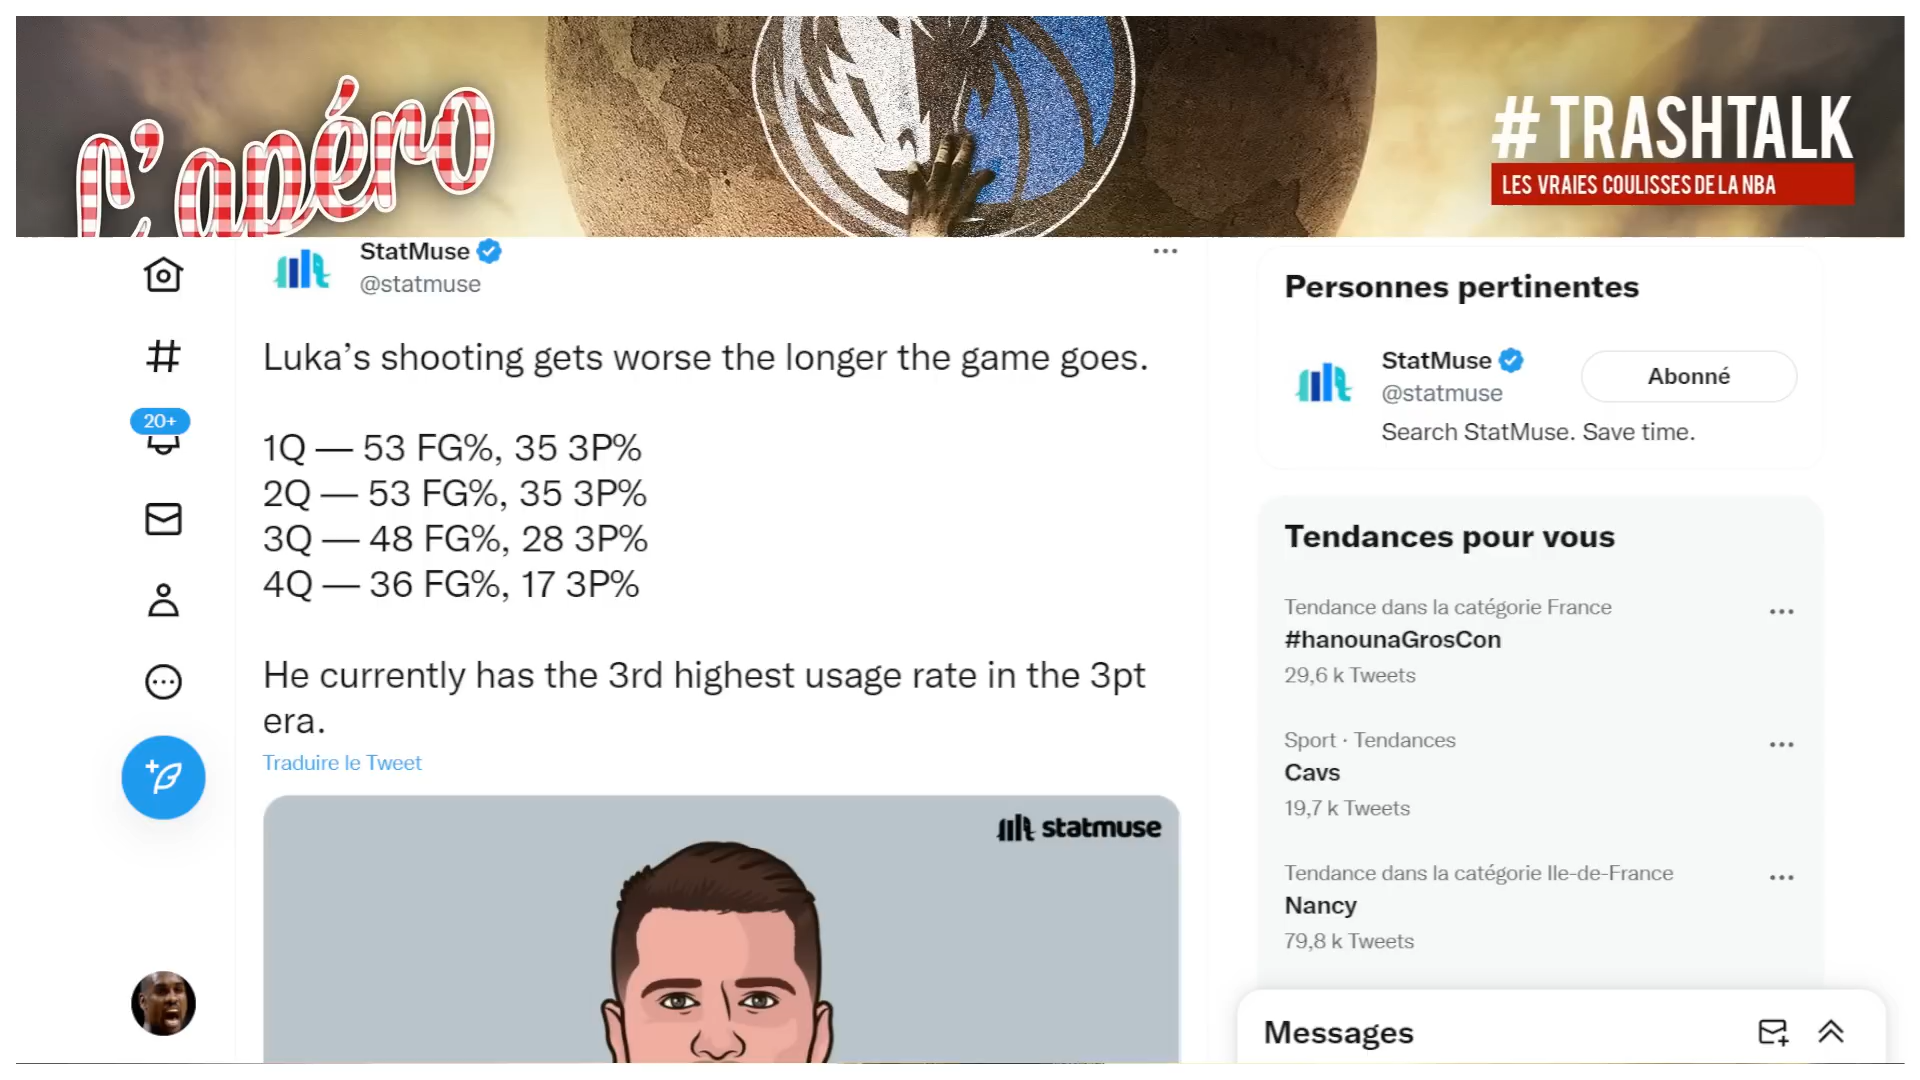 L'apéro
#TRASHTALK
LES VRAIES COULISSES DE LA NBA
StatMuse
@statmuse
Luka’s shooting gets worse the longer the game goes.
1Q — 53 FG%, 35 3P%
2Q — 53 FG%, 35 3P%
3Q — 48 FG%, 28 3P%
4Q — 36 FG%, 17 3P%
He currently has the 3rd highest usage rate in the 3pt
era.
Traduire le Tweet
statmuse
20+
Personnes pertinentes
StatMuse
@statmuse
Abonné
Search StatMuse. Save time.
Tendances pour vous
Tendance dans la catégorie France
#hanounaGrosCon
29,6 k Tweets
Sport · Tendances
Cavs
19,7 k Tweets
Tendance dans la catégorie Ile-de-France
Nancy
79,8 k Tweets
Messages